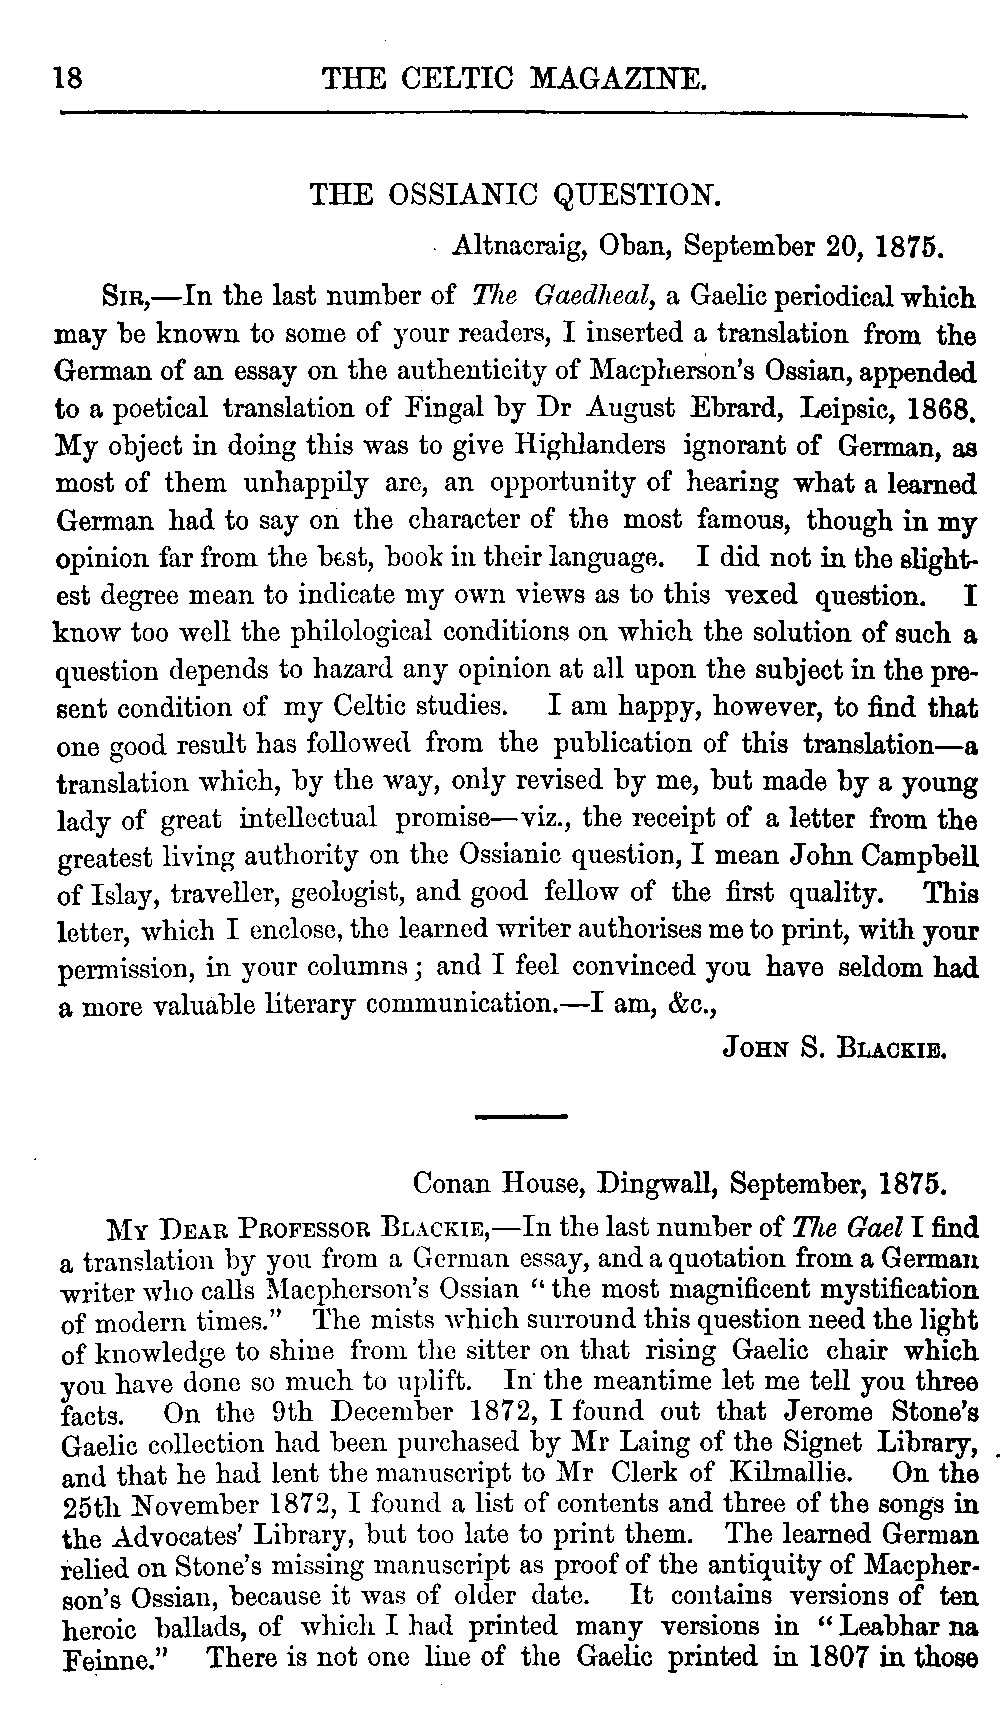 18 THE CELTIC MAGAZINE.
THE OSSIANIC QUESTION.
Altnacraig, Oban, September 20, 1875.
SIR,—In the last number of The Gaedheal, a Gaelic periodical which
may be known to some of your readers, I inserted a translation from the
German of an essay on the authenticity of Macpherson's Ossian, appended
to a poetical translation of Fingal by Dr August Ebrard, Leipsic, 1868.
My object in doing this was to give Highlanders ignorant of German, as
most of them unhappily are, an opportunity of hearing what a learned
German had to say on the character of the most famous, though in my
opinion far from the best, book in their language. I did not in the slight-
est degree mean to indicate my own views as to this vexed question. I
know too well the philological conditions on which the solution of such a
question depends to hazard any opinion at all upon the subject in the pre-
sent condition of my Celtic studies. I am happy, however, to find that
one good result has followed from the publication of this translation—a
translation which, by the way, only revised by me, but made by a young
lady of great intellectual promise—viz., the receipt of a letter from the
greatest living authority on the Ossianic question, I mean John Campbell
of Islay, traveller, geologist, and good fellow of the first quality. This
letter, which I enclose, the learned writer authorises me to print, with your
permission, in your columns; and I feel convinced you have seldom had
a more valuable literary communication.—I am, &c.,
JOHN S. BLACKIE.
Conan House, Dingwall, September, 1875.
MY DEAR PROFESSOR BLACKIE,—In the last number of The Gael I find
a translation by you from a German essay, and a quotation from a German
writer who calls Macpherson's Ossian "the most magnificent mystification
of modern times." The mists which surround this question need the light
of knowledge to shine from the sitter on that rising Gaelic chair which
you have done so much to uplift. In the meantime let me tell you three
facts. On the 9th December 1872, I found out that Jerome Stone's
Gaelic collection had been purchased by Mr Laing of the Signet Library,
and that he had lent the manuscript to Mr Clerk of Kilmallie. On the
25th November 1872, I found a list of contents and three of the songs in
the Advocates' Library, but too late to print them. The learned German
relied on Stone's missing manuscript as proof of the antiquity of Macpher-
son's Ossian, because it was of older date. It contains versions of ten
heroic ballads, of which I had printed many versions in "Leabhar na
Feinne." There is not one line of the Gaelic printed in 1807 in those